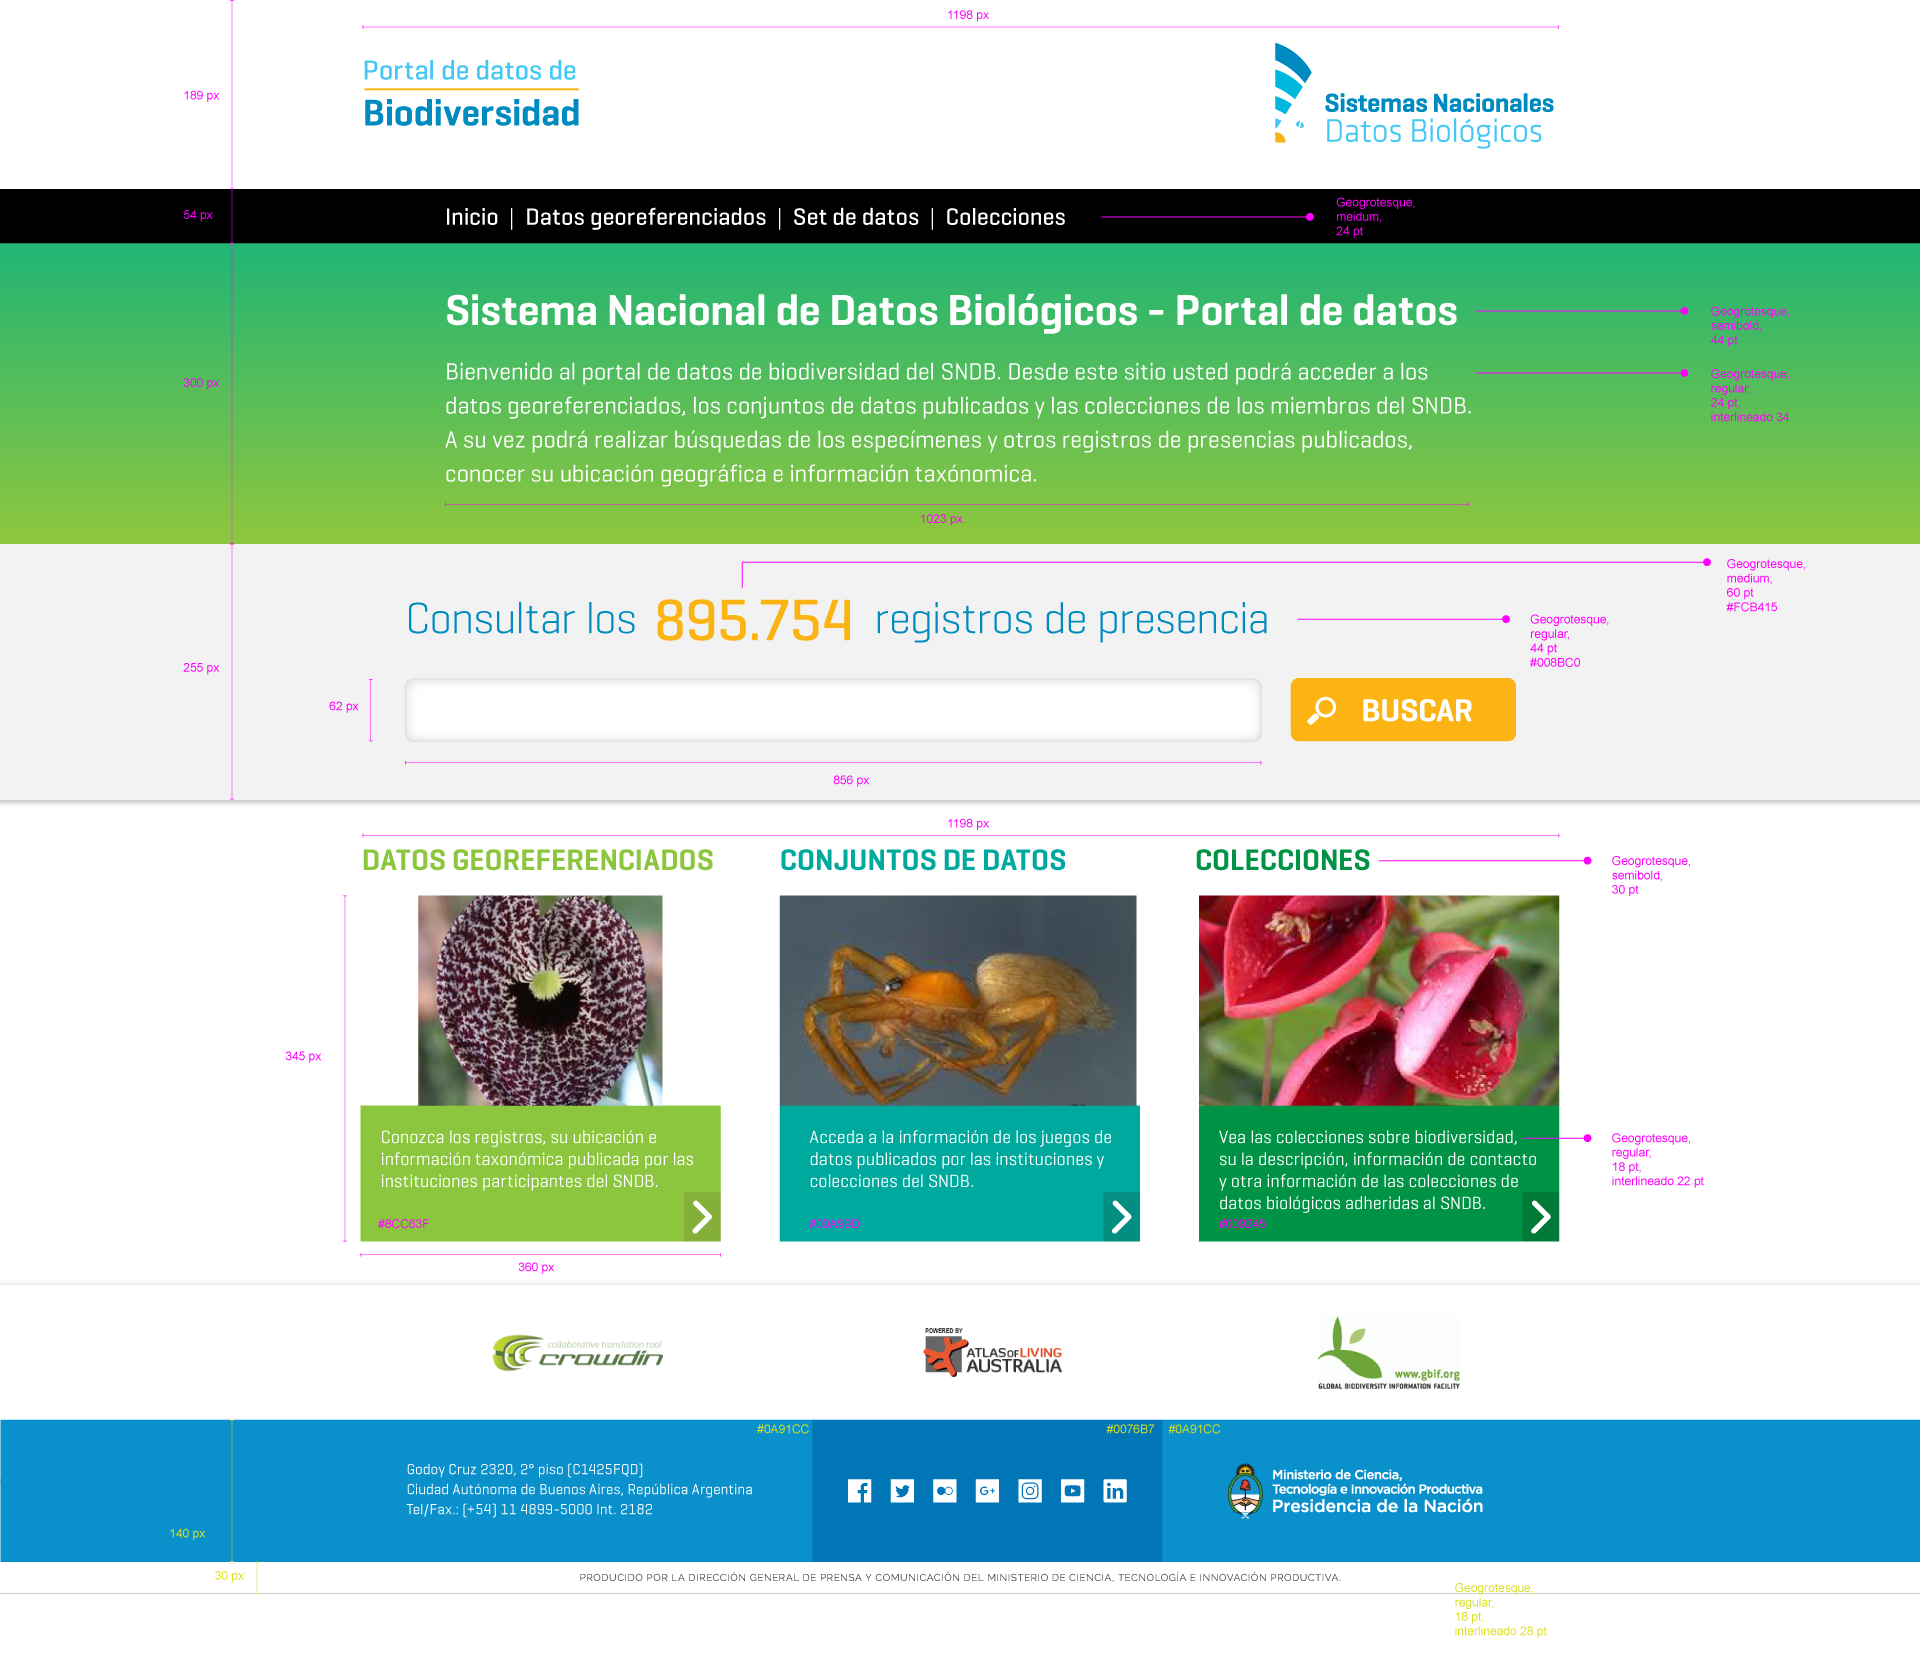 1198 px
189 px
Portal de datos de
Biodiversidad
Sistemas Nacionales
Datos Biológicos
54 px
Inicio | Datos georeferenciados | Set de datos | Colecciones
Geogrotesque,
meidum,
24 pt
Sistema Nacional de Datos Biológicos - Portal de datos
Geogrotesque,
semibold,
44 pt
300 px
Bienvenido al portal de datos de biodiversidad del SNDB. Desde este sitio usted podrá acceder a los
datos georeferenciados, los conjuntos de datos publicados y las colecciones de los miembros del SNDB.
A su vez podrá realizar búsquedas de los especímenes y otros registros de presencias publicados,
conocer su ubicación geográfica e información taxónomica.
Geogrotesque,
regular,
24 pt,
interlineado 34
1023 px
Geogrotesque,
medium,
60 pt
#FCB415
Consultar los 895.754 registros de presencia
Geogrotesque,
regular,
44 pt
#008BC0
255 px
62 px
BUSCAR
856 px
1198 px
DATOS GEOREFERENCIADOS
CONJUNTOS DE DATOS
COLECCIONES
Geogrotesque,
semibold,
30 pt
345 px
Conozca los registros, su ubicación e
información taxonómica publicada por las
instituciones participantes del SNDB.
#8CC63F
Acceda a la información de los juegos de
datos publicados por las instituciones y
colecciones del SNDB.
Vea las colecciones sobre biodiversidad,
su la descripción, información de contacto
y otra información de las colecciones de
datos biológicos adheridas al SNDB.
#009245
Geogrotesque,
regular,
18 pt,
interlineado 22 pt
360 px
collaborative translation tool
crowdin
POWERED BY
ATLAS OF LIVING
AUSTRALIA
www.gbif.org
GLOBAL BIODIVERSITY INFORMATION FACILITY
#0A91CC
#0076B7
#0A91CC
Godoy Cruz 2320, 2° piso (C1425FQD)
Ciudad Autónoma de Buenos Aires, República Argentina
Tel/Fax.: (+54) 11 4899-5000 Int. 2182
G+
in
Ministerio de Ciencia,
Tecnología e Innovación Productiva
Presidencia de la Nación
140 px
30 px
PRODUCIDO POR LA DIRECCIÓN GENERAL DE PRENSA Y COMUNICACIÓN DEL MINISTERIO DE CIENCIA, TECNOLOGÍA E INNOVACIÓN PRODUCTIVA.
Geogrotesque,
regular,
18 pt,
interlineado 28 pt